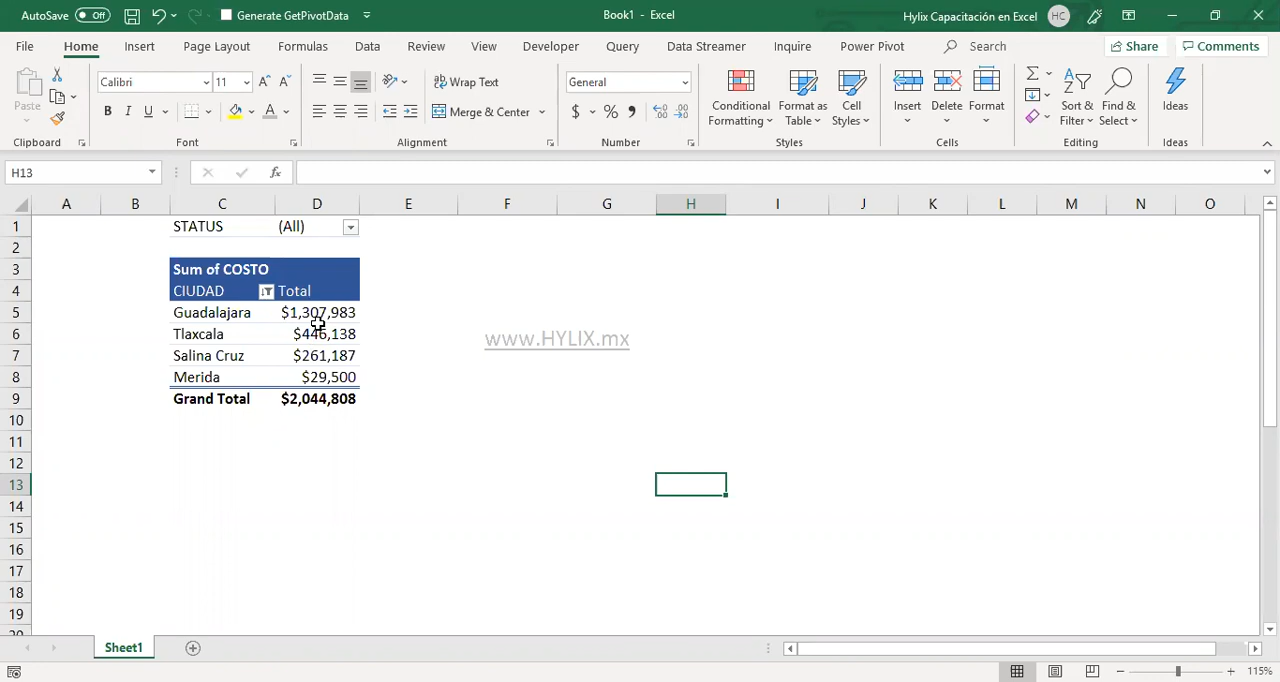 AutoSave Off Generate GetPivotData Book1 - Excel Hylix Capacitación en Excel HC
File Home Insert Page Layout Formulas Data Review View Developer Query Data Streamer Inquire Power Pivot Search Share Comments
Paste Calibri 11 A A Wrap Text General Conditional Formatting Format as Table Cell Styles Insert Delete Format Sort & Filter Find & Select Ideas
B I U A Merge & Center $ % ,
Clipboard Font Alignment Number Styles Cells Editing Ideas
H13 fx
A B C D E F G H I J K L M N O
1 STATUS (All)
2
3 Sum of COSTO
4 CIUDAD Total
5 Guadalajara $1,307,983
6 Tlaxcala $446,138
www.HYLIX.mx
7 Salina Cruz $261,187
8 Merida $29,500
9 Grand Total $2,044,808
10
11
12
13
14
15
16
17
18
19
20
Sheet1
115%